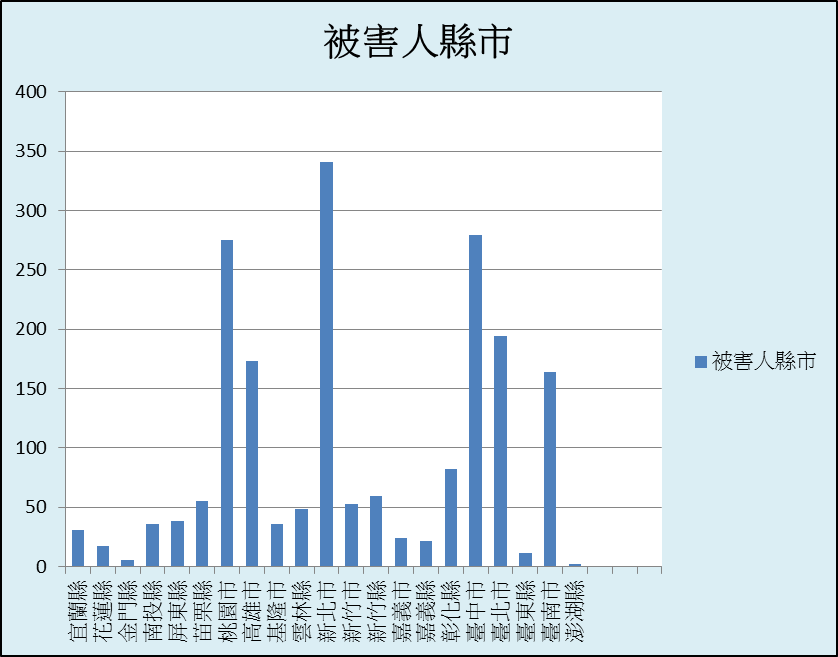 被害人縣市
400
350
300
250
200
150
100
50
0
宜蘭縣
花蓮縣
金門縣
南投縣
屏東縣
苗栗縣
桃園市
高雄市
基隆市
雲林縣
新北市
新竹市
新竹縣
嘉義市
嘉義縣
彰化縣
臺中市
臺北市
臺東縣
臺南市
澎湖縣
被害人縣市